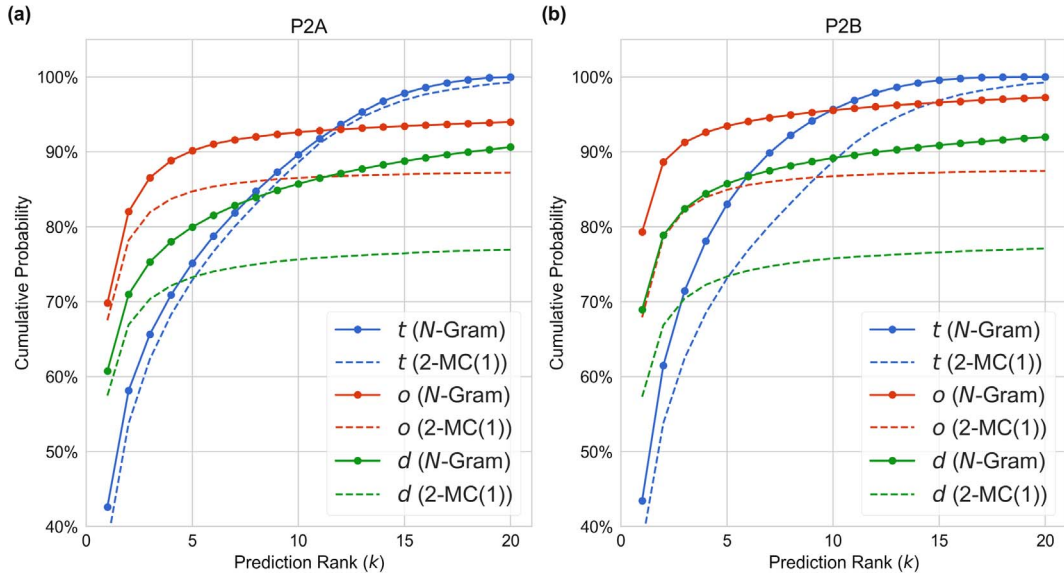 (a)
P2A
Cumulative Probability
100%
90%
80%
70%
60%
50%
40%
0
5
10
15
20
Prediction Rank (k)
t (N-Gram)
t (2-MC(1))
o (N-Gram)
o (2-MC(1))
d (N-Gram)
d (2-MC(1))
(b)
P2B
Cumulative Probability
100%
90%
80%
70%
60%
50%
40%
0
5
10
15
20
Prediction Rank (k)
t (N-Gram)
t (2-MC(1))
o (N-Gram)
o (2-MC(1))
d (N-Gram)
d (2-MC(1))